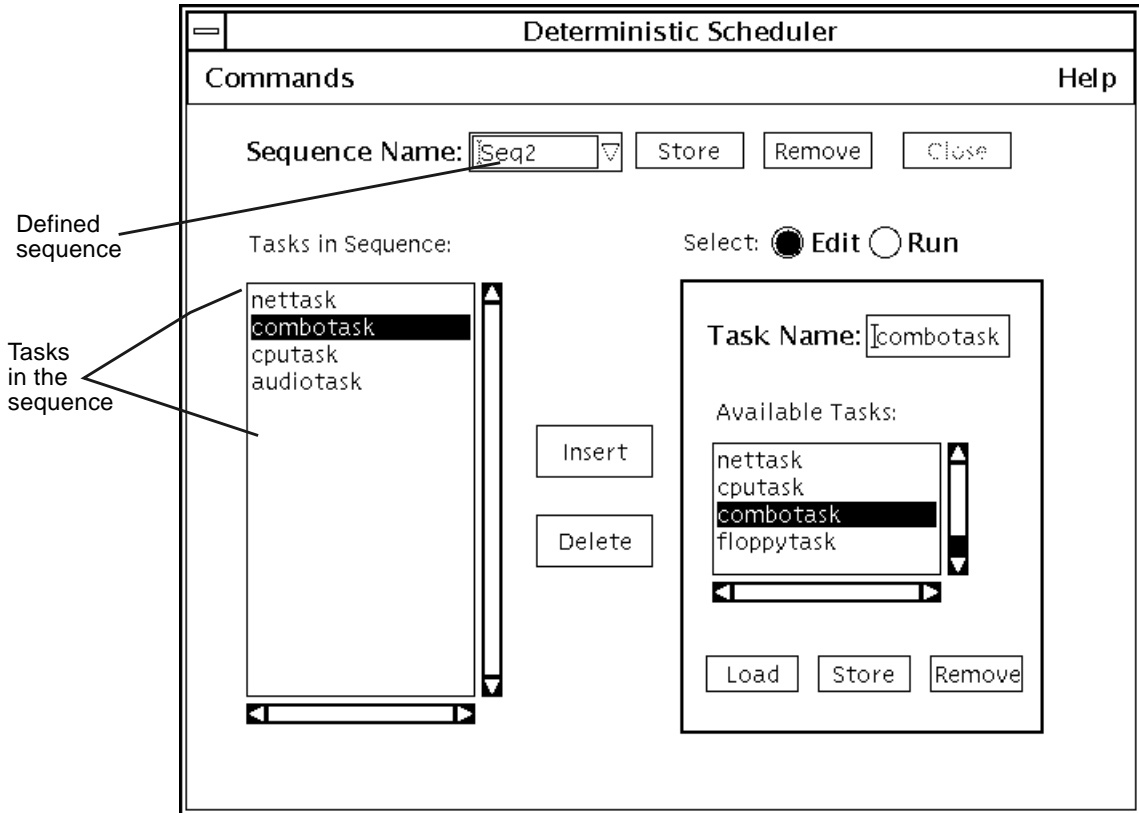 Deterministic Scheduler
Commands Help
Sequence Name: Seq2 Store Remove Close
Defined
sequence
Tasks in Sequence:
Select: Edit Run
nettask
combotask
cputask
audiotask
Tasks
in the
sequence
Insert
Delete
Task Name: combotask
Available Tasks:
nettask
cputask
combotask
floppytask
Load Store Remove